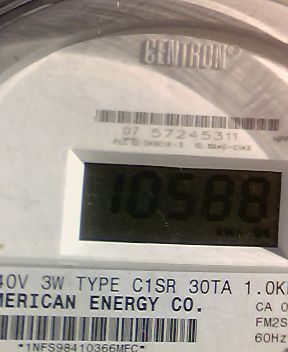 CENTRON®
07 57245311
10588
40V 3W TYPE C1SR 30TA 1.0K
MERICAN ENERGY CO.
CA 0
FM2S
60Hz
*1NFS98410366MEC*